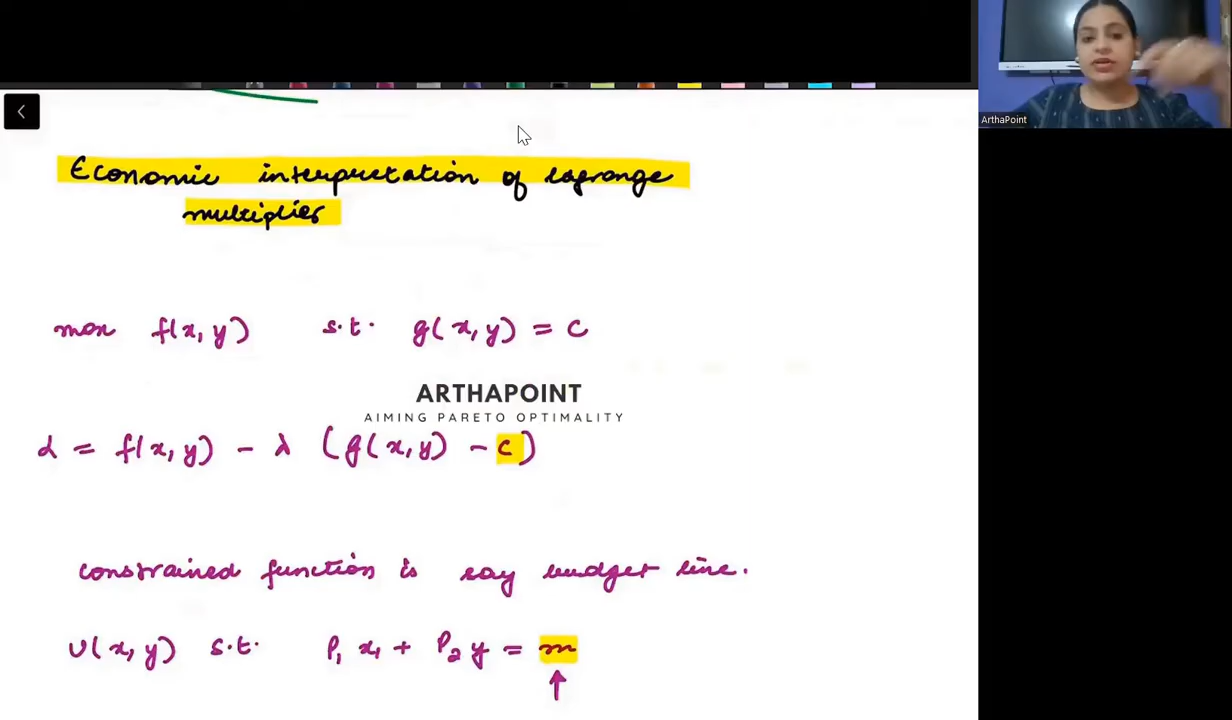 ArthaPoint
Economic interpretation of lagrange
multiplier
max f(x, y) s.t. g(x, y) = c
ARTHAPOINT
AIMING PARETO OPTIMALITY
L = f(x, y) - λ (g(x, y) - c)
constrained function is say budget line.
U(x, y) s.t. P₁ x₁ + P₂ y = m